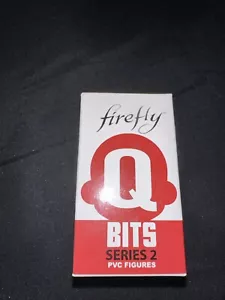 firefly
Q
BITS
SERIES 2
PVC FIGURES